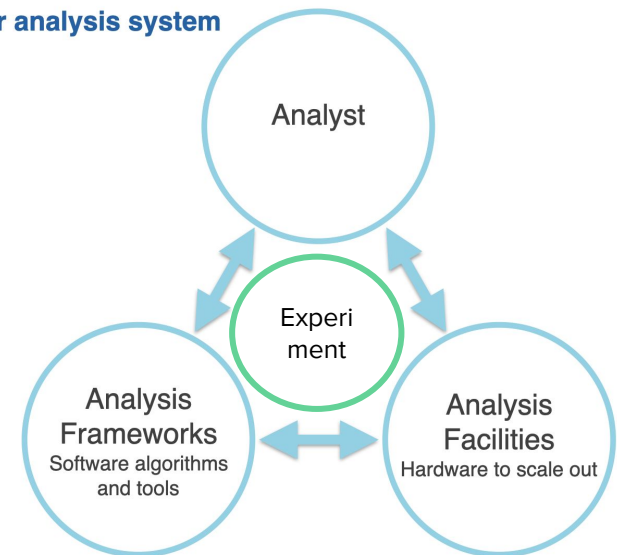 r analysis system
Analyst
Experi
ment
Analysis
Frameworks
Software algorithms
and tools
Analysis
Facilities
Hardware to scale out